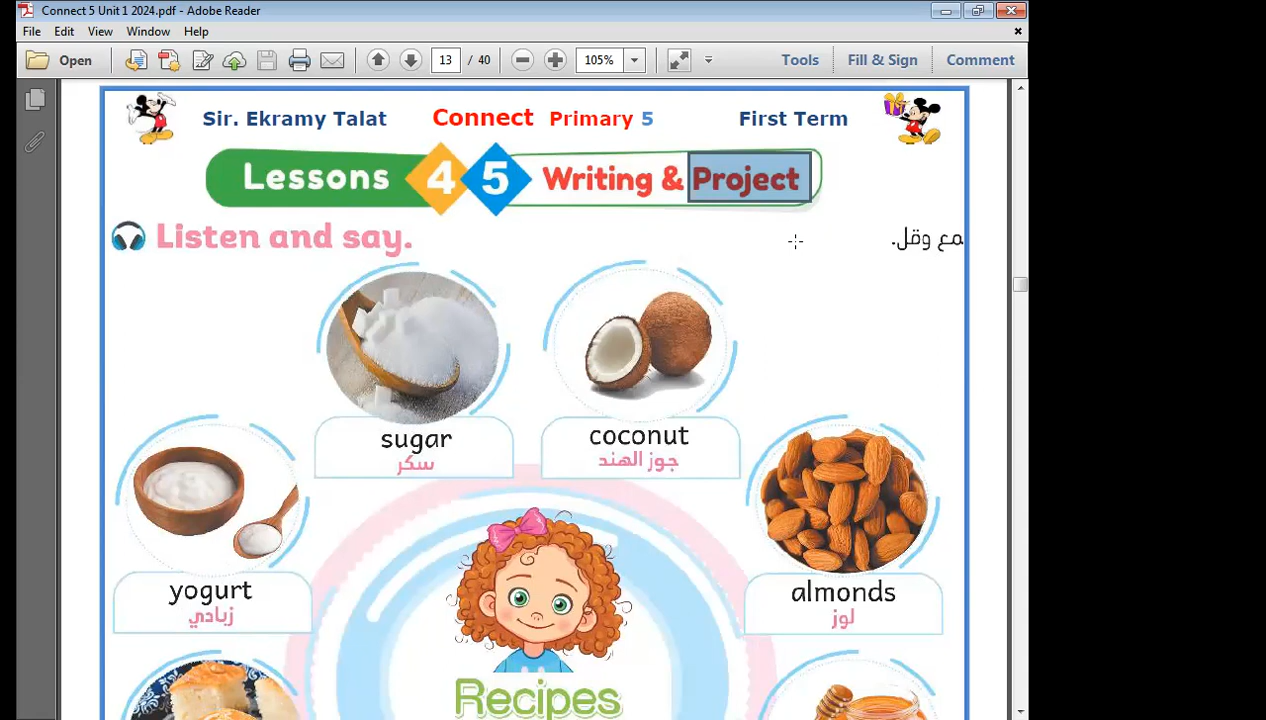 Connect 5 Unit 1 2024.pdf - Adobe Reader
File Edit View Window Help
Open 13 / 40 105% Tools Fill & Sign Comment
Sir. Ekramy Talat Connect Primary 5 First Term
Lessons 4 5 Writing & Project
Listen and say. مع وقل.
sugar
سكر
coconut
جوز الهند
yogurt
زبادي
almonds
لوز
Recipes